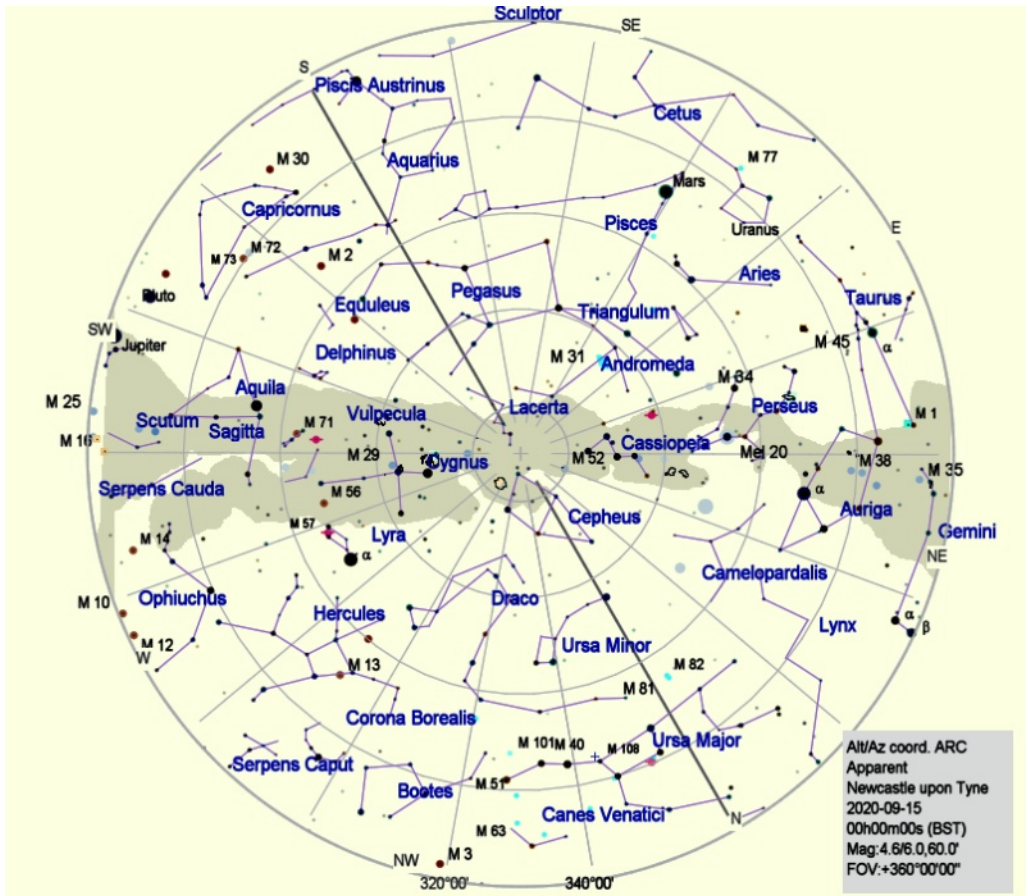 Sculptor
SE
S
Piscis Austrinus
Cetus
M 30
Aquarius
M 77
Mars
Capricornus
Pisces
Uranus
E
M 72
M 73
M 2
Pegasus
Aries
Pluto
Equuleus
Triangulum
Taurus
SW
Jupiter
Delphinus
M 31
Andromeda
M 45
α
Aquila
M 34
M 25
Scutum
Sagitta
M 71
Vulpecula
Lacerta
Perseus
M 1
M 16
M 29
Cygnus
M 52
Cassiopeia
Mel 20
M 38
M 35
Serpens Cauda
M 56
α
Auriga
M 57
Lyra
Cepheus
Gemini
M 14
α
NE
Camelopardalis
M 10
Ophiuchus
Hercules
Draco
Lynx
α
β
M 12
W
Ursa Minor
M 13
M 82
M 81
Corona Borealis
M 101
M 40
M 108
Ursa Major
Serpens Caput
M 51
Bootes
Canes Venatici
N
M 63
NW
M 3
320°00'
340°00'
Alt/Az coord. ARC
Apparent
Newcastle upon Tyne
2020-09-15
00h00m00s (BST)
Mag:4.6/6.0,60.0'
FOV:+360°00'00"